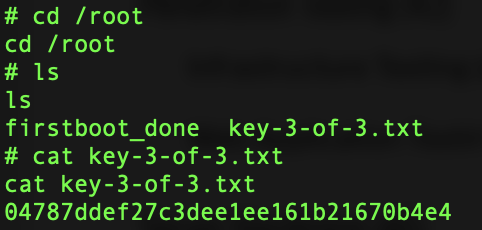 # cd /root
cd /root
# ls
ls
firstboot_done  key-3-of-3.txt
# cat key-3-of-3.txt
cat key-3-of-3.txt
04787ddef27c3dee1ee161b21670b4e4